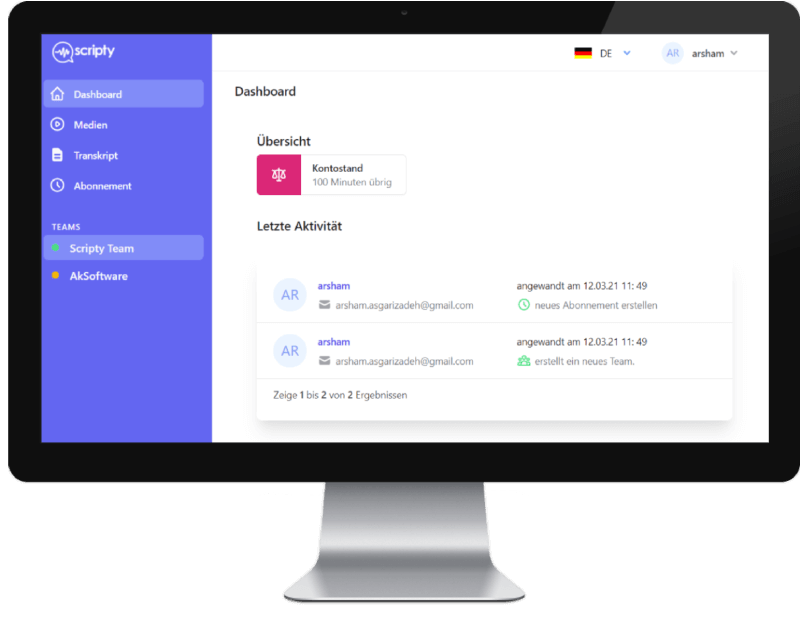 scripty
DE
AR arsham
Dashboard
Medien
Transkript
Abonnement
TEAMS
Scripty Team
AkSoftware
Dashboard
Übersicht
Kontostand
100 Minuten übrig
Letzte Aktivität
AR
arsham
arsham.asgarizadeh@gmail.com
angewandt am 12.03.21 11: 49
neues Abonnement erstellen
AR
arsham
arsham.asgarizadeh@gmail.com
angewandt am 12.03.21 11: 49
erstellt ein neues Team.
Zeige 1 bis 2 von 2 Ergebnissen